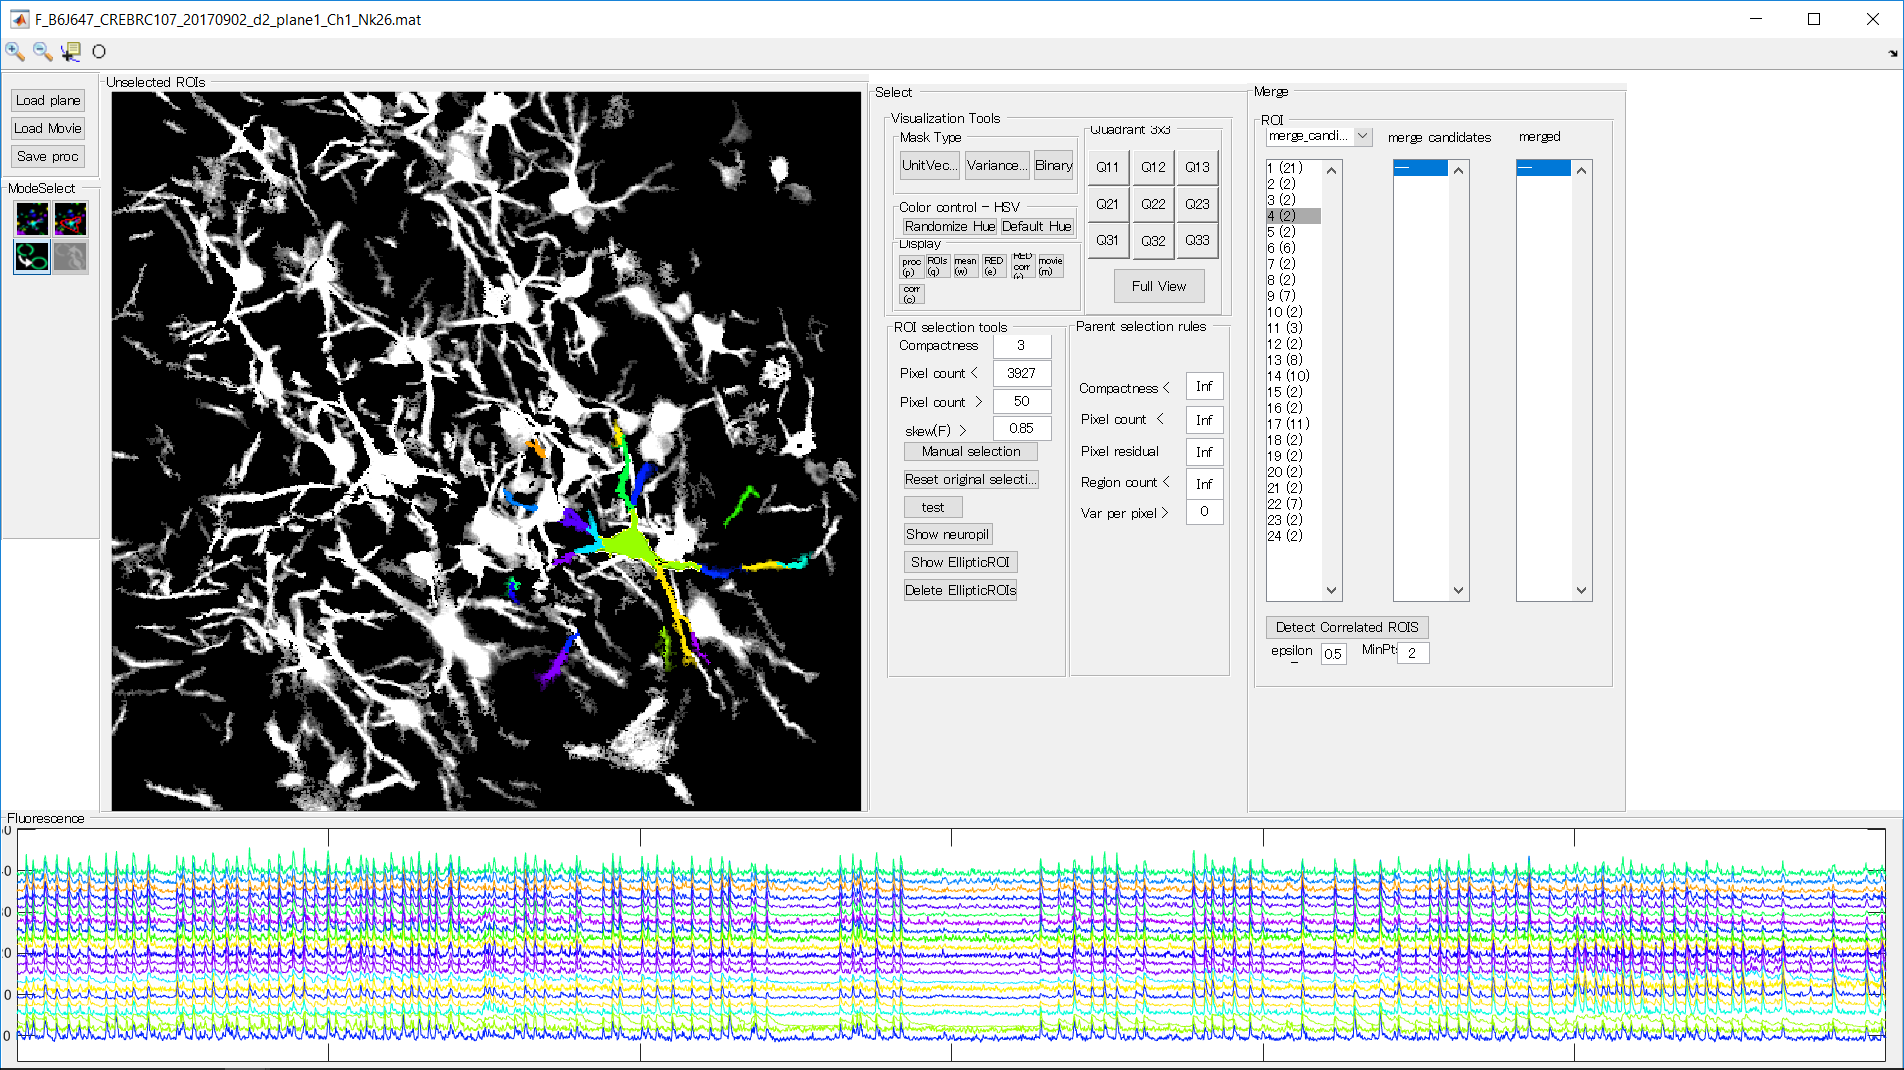 F_B6J647_CREBRC107_20170902_d2_plane1_Ch1_Nk26.mat
Load plane
Load Movie
Save proc
ModeSelect
Unselected ROIs
Select
Visualization Tools
Mask Type
UnitVec...
Variance...
Binary
Color control - HSV
Randomize Hue
Default Hue
Display
proc (p)
ROIs (q)
mean (w)
RED (e)
RED corr (r)
movie (m)
corr (c)
Quadrant 3x3
Q11 Q12 Q13
Q21 Q22 Q23
Q31 Q32 Q33
Full View
ROI selection tools
Compactness 3
Pixel count < 3927
Pixel count > 50
skew(F) > 0.85
Manual selection
Reset original selecti...
test
Show neuropil
Show EllipticROI
Delete EllipticROIs
Parent selection rules
Compactness < Inf
Pixel count < Inf
Pixel residual Inf
Region count < Inf
Var per pixel > 0
Merge
ROI
merge_candi...
merge candidates
merged
1 (21)
2 (2)
3 (2)
4 (2)
5 (2)
6 (6)
7 (2)
8 (2)
9 (7)
10 (2)
11 (3)
12 (2)
13 (8)
14 (10)
15 (2)
16 (2)
17 (11)
18 (2)
19 (2)
20 (2)
21 (2)
22 (7)
23 (2)
24 (2)
Detect Correlated ROIS
epsilon 0.5 MinPts 2
Fluorescence